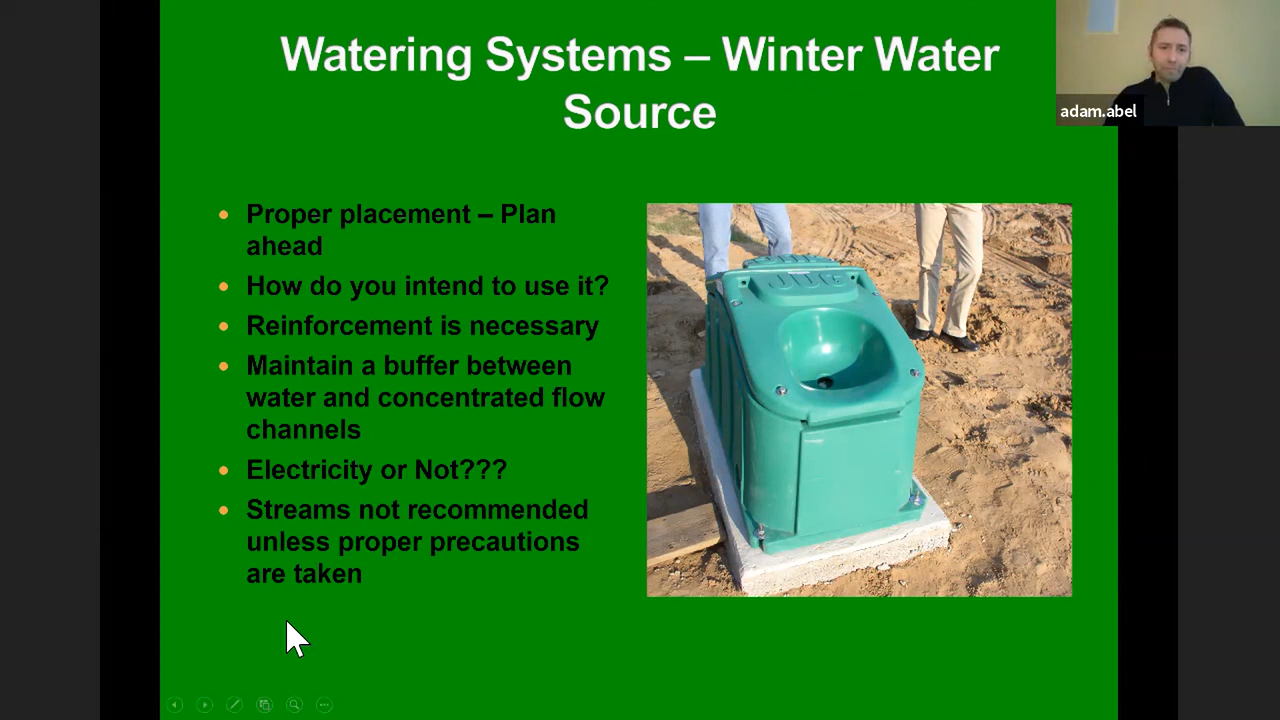 Watering Systems – Winter Water
Source
adam.abel
Proper placement – Plan
ahead
How do you intend to use it?
Reinforcement is necessary
Maintain a buffer between
water and concentrated flow
channels
Electricity or Not???
Streams not recommended
unless proper precautions
are taken
JUG